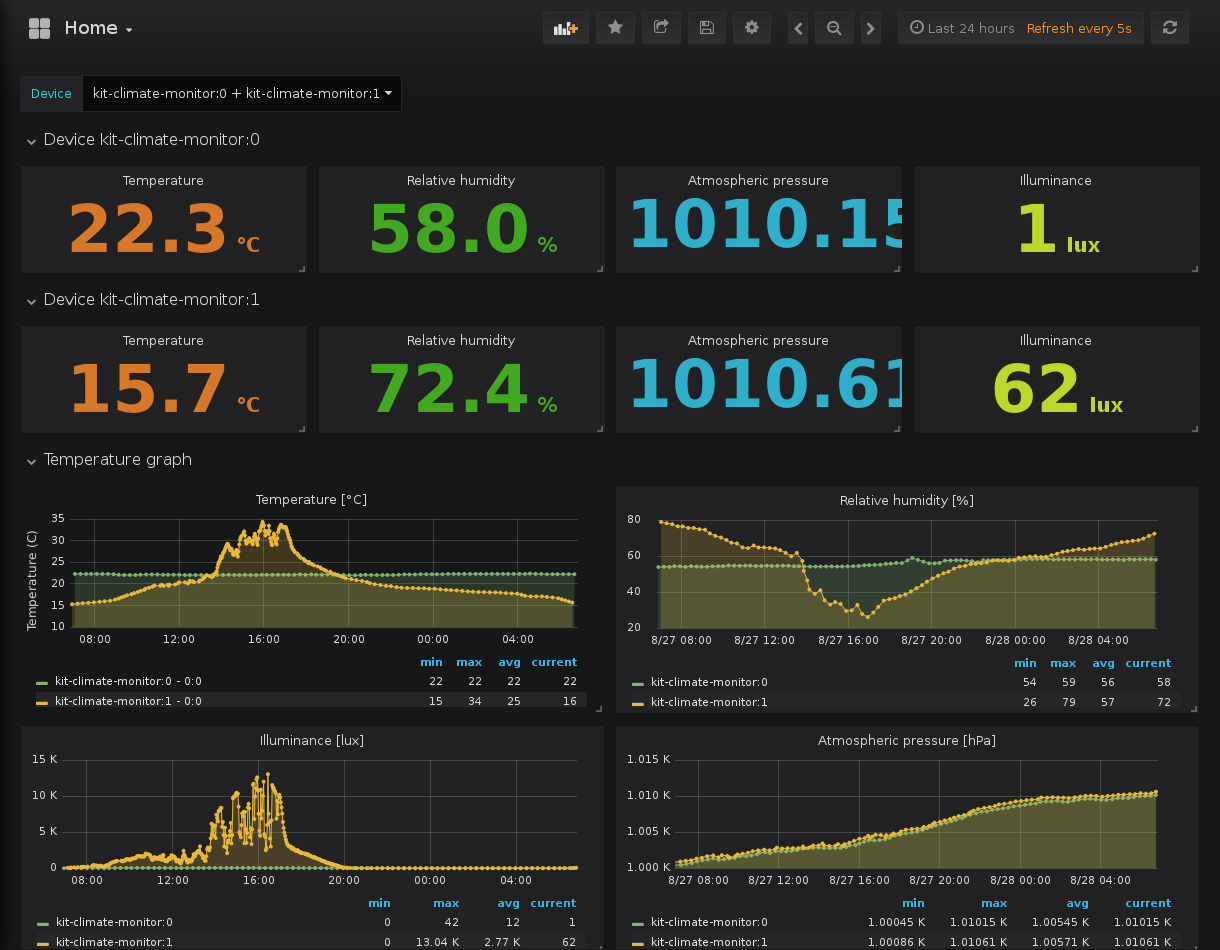 Home
Last 24 hours Refresh every 5s
Device kit-climate-monitor:0 + kit-climate-monitor:1
Device kit-climate-monitor:0
Temperature Relative humidity Atmospheric pressure Illuminance
22.3 °C 58.0 % 1010.15 1 lux
Device kit-climate-monitor:1
Temperature Relative humidity Atmospheric pressure Illuminance
15.7 °C 72.4 % 1010.61 62 lux
Temperature graph
Temperature [°C]
Temperature (C)
35
30
25
20
15
10
08:00 12:00 16:00 20:00 00:00 04:00
min max avg current
kit-climate-monitor:0 - 0:0 22 22 22 22
kit-climate-monitor:1 - 0:0 15 34 25 16
Relative humidity [%]
80
60
40
20
8/27 08:00 8/27 12:00 8/27 16:00 8/27 20:00 8/28 00:00 8/28 04:00
min max avg current
kit-climate-monitor:0 54 59 56 58
kit-climate-monitor:1 26 79 57 72
Illuminance [lux]
15 K
10 K
5 K
0
08:00 12:00 16:00 20:00 00:00 04:00
min max avg current
kit-climate-monitor:0 0 42 12 1
kit-climate-monitor:1 0 13.04 K 2.77 K 62
Atmospheric pressure [hPa]
1.015 K
1.010 K
1.005 K
1.000 K
8/27 08:00 8/27 12:00 8/27 16:00 8/27 20:00 8/28 00:00 8/28 04:00
min max avg current
kit-climate-monitor:0 1.00045 K 1.01015 K 1.00545 K 1.01015 K
kit-climate-monitor:1 1.00086 K 1.01061 K 1.00571 K 1.01061 K